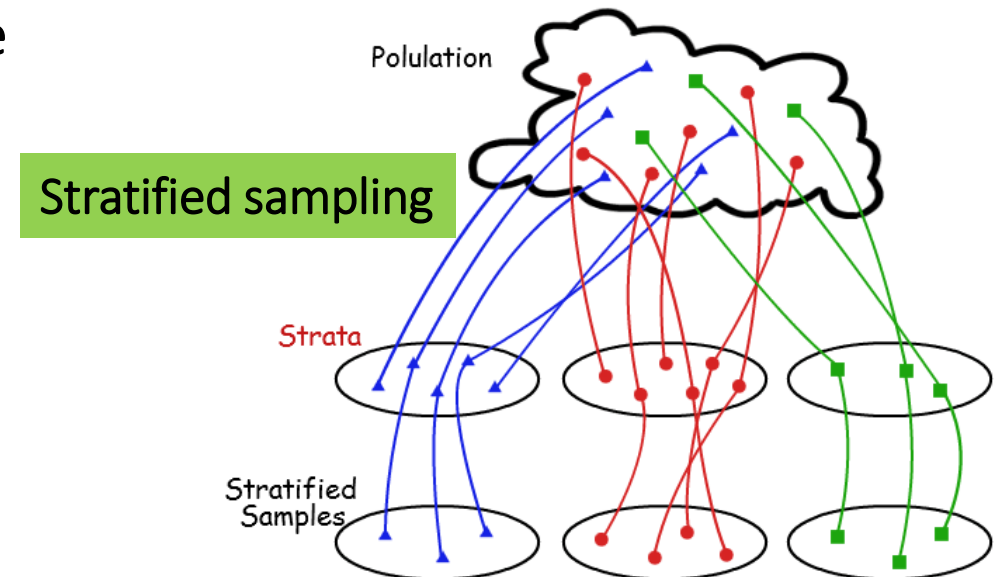 e
Polulation
Stratified sampling
Strata
Stratified
Samples